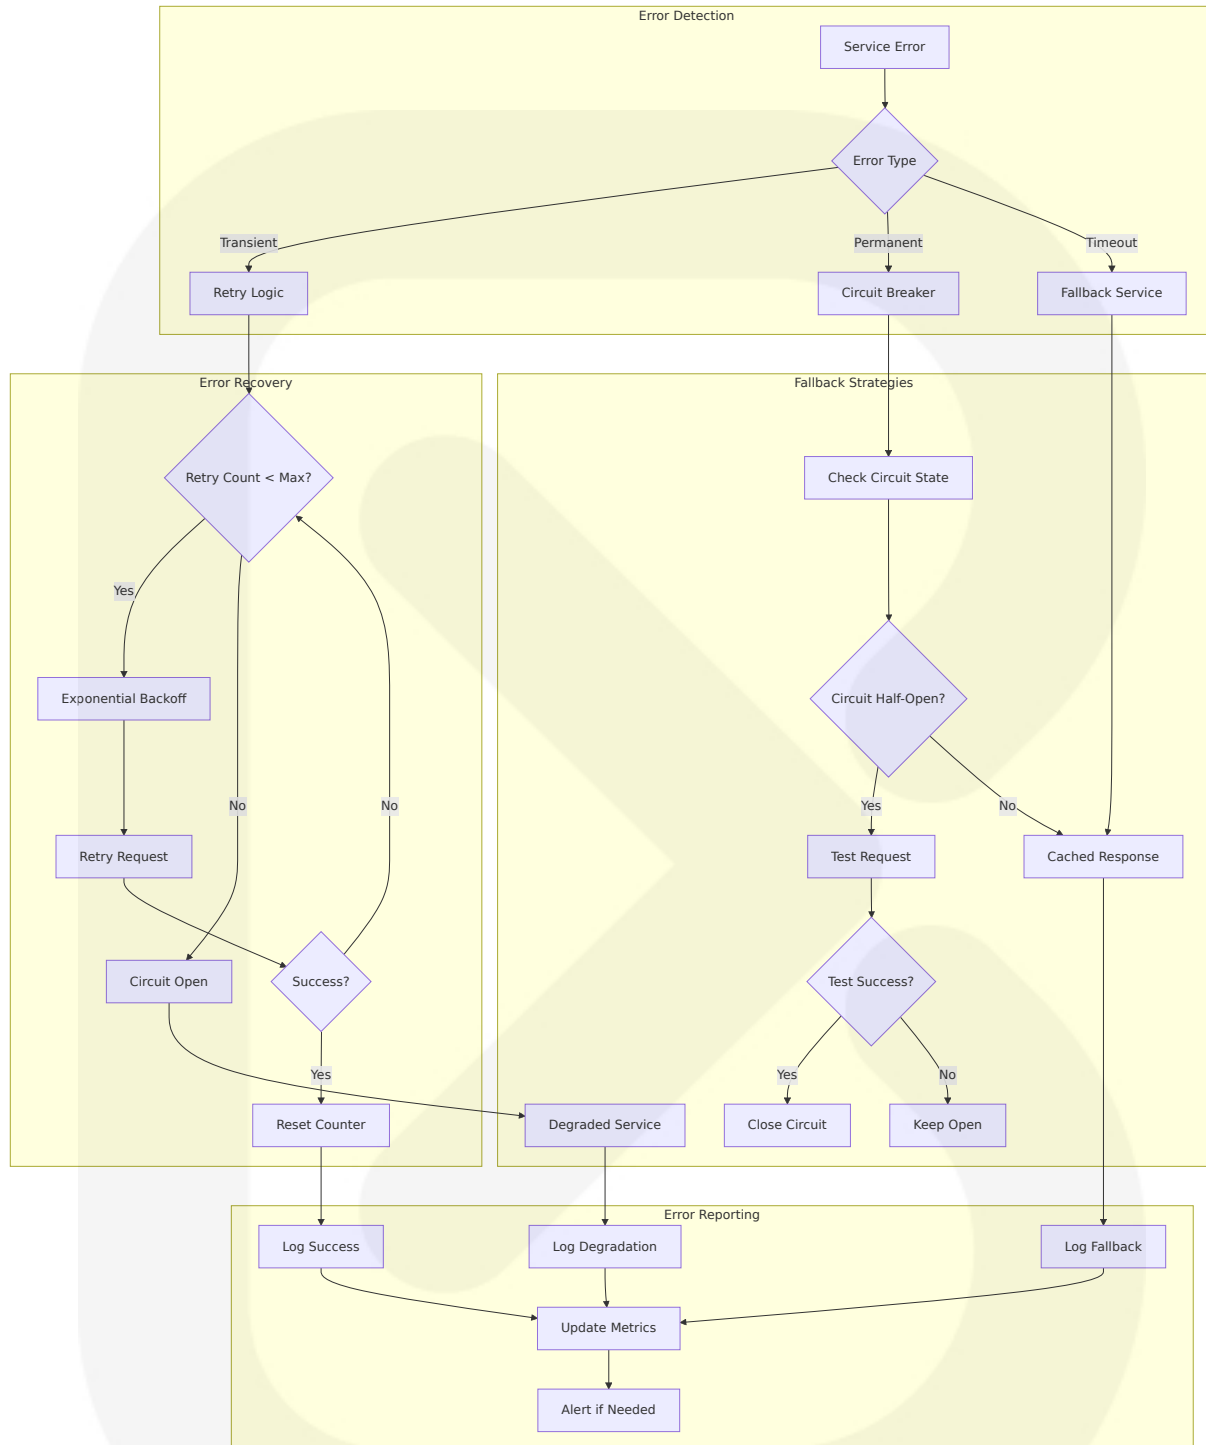 Error Detection
Service Error
Error Type
Transient
Permanent
Timeout
Retry Logic
Circuit Breaker
Fallback Service
Error Recovery
Fallback Strategies
Retry Count < Max?
Check Circuit State
Yes
Exponential Backoff
Circuit Half-Open?
No
No
Yes
No
Retry Request
Test Request
Cached Response
Circuit Open
Success?
Test Success?
Yes
Yes
No
Reset Counter
Degraded Service
Close Circuit
Keep Open
Error Reporting
Log Success
Log Degradation
Log Fallback
Update Metrics
Alert if Needed